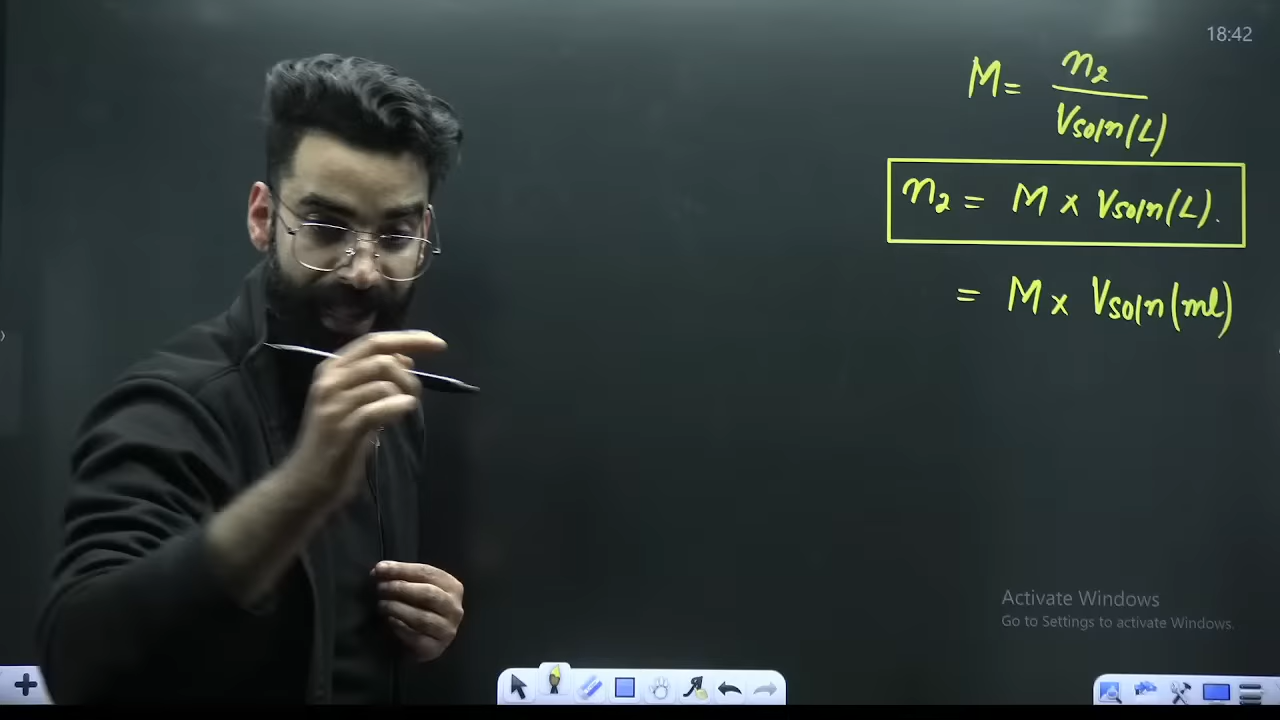 18:42
M = n₂ / Vsoln(L)
n₂ = M × Vsoln(L).
= M × Vsoln(ml)
Activate Windows
Go to Settings to activate Windows.